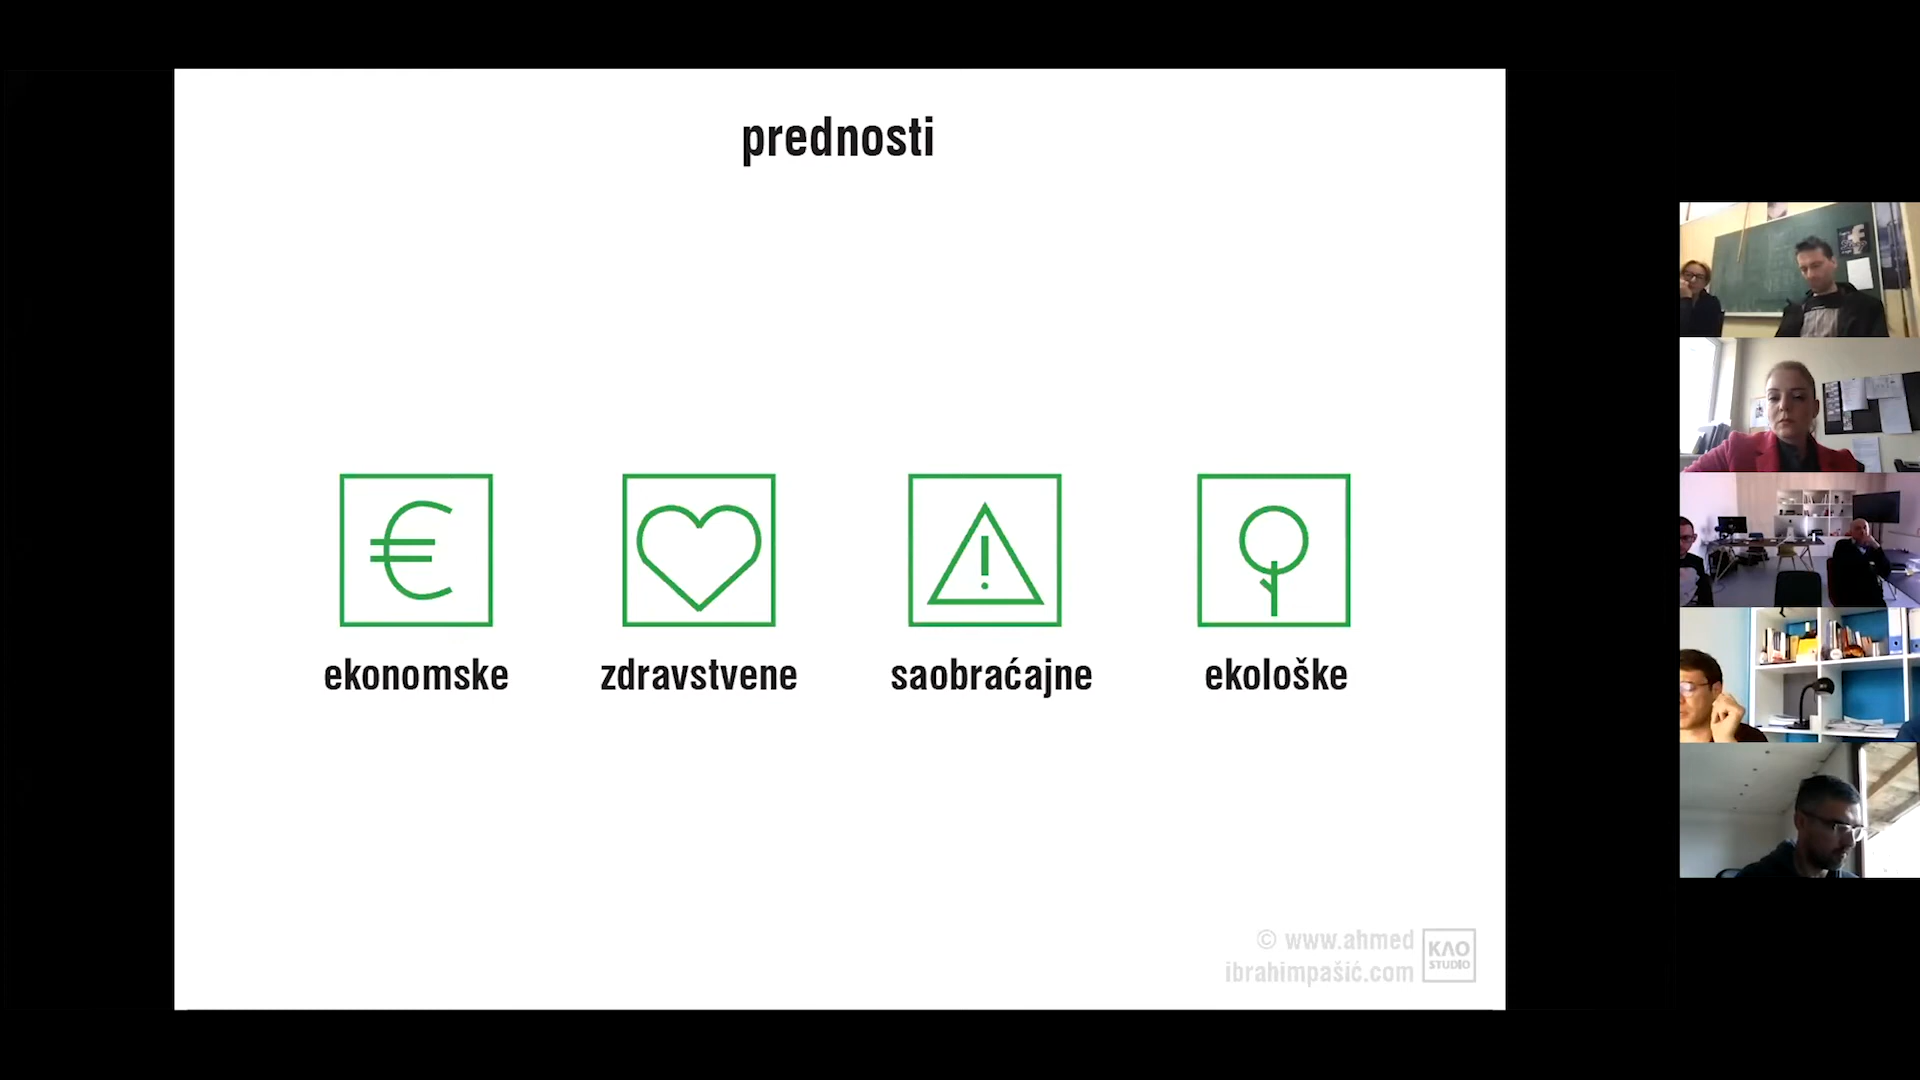 prednosti
ekonomske
zdravstvene
saobraćajne
ekološke
© www.ahmed
ibrahimpašić.com
KAO
STUDIO